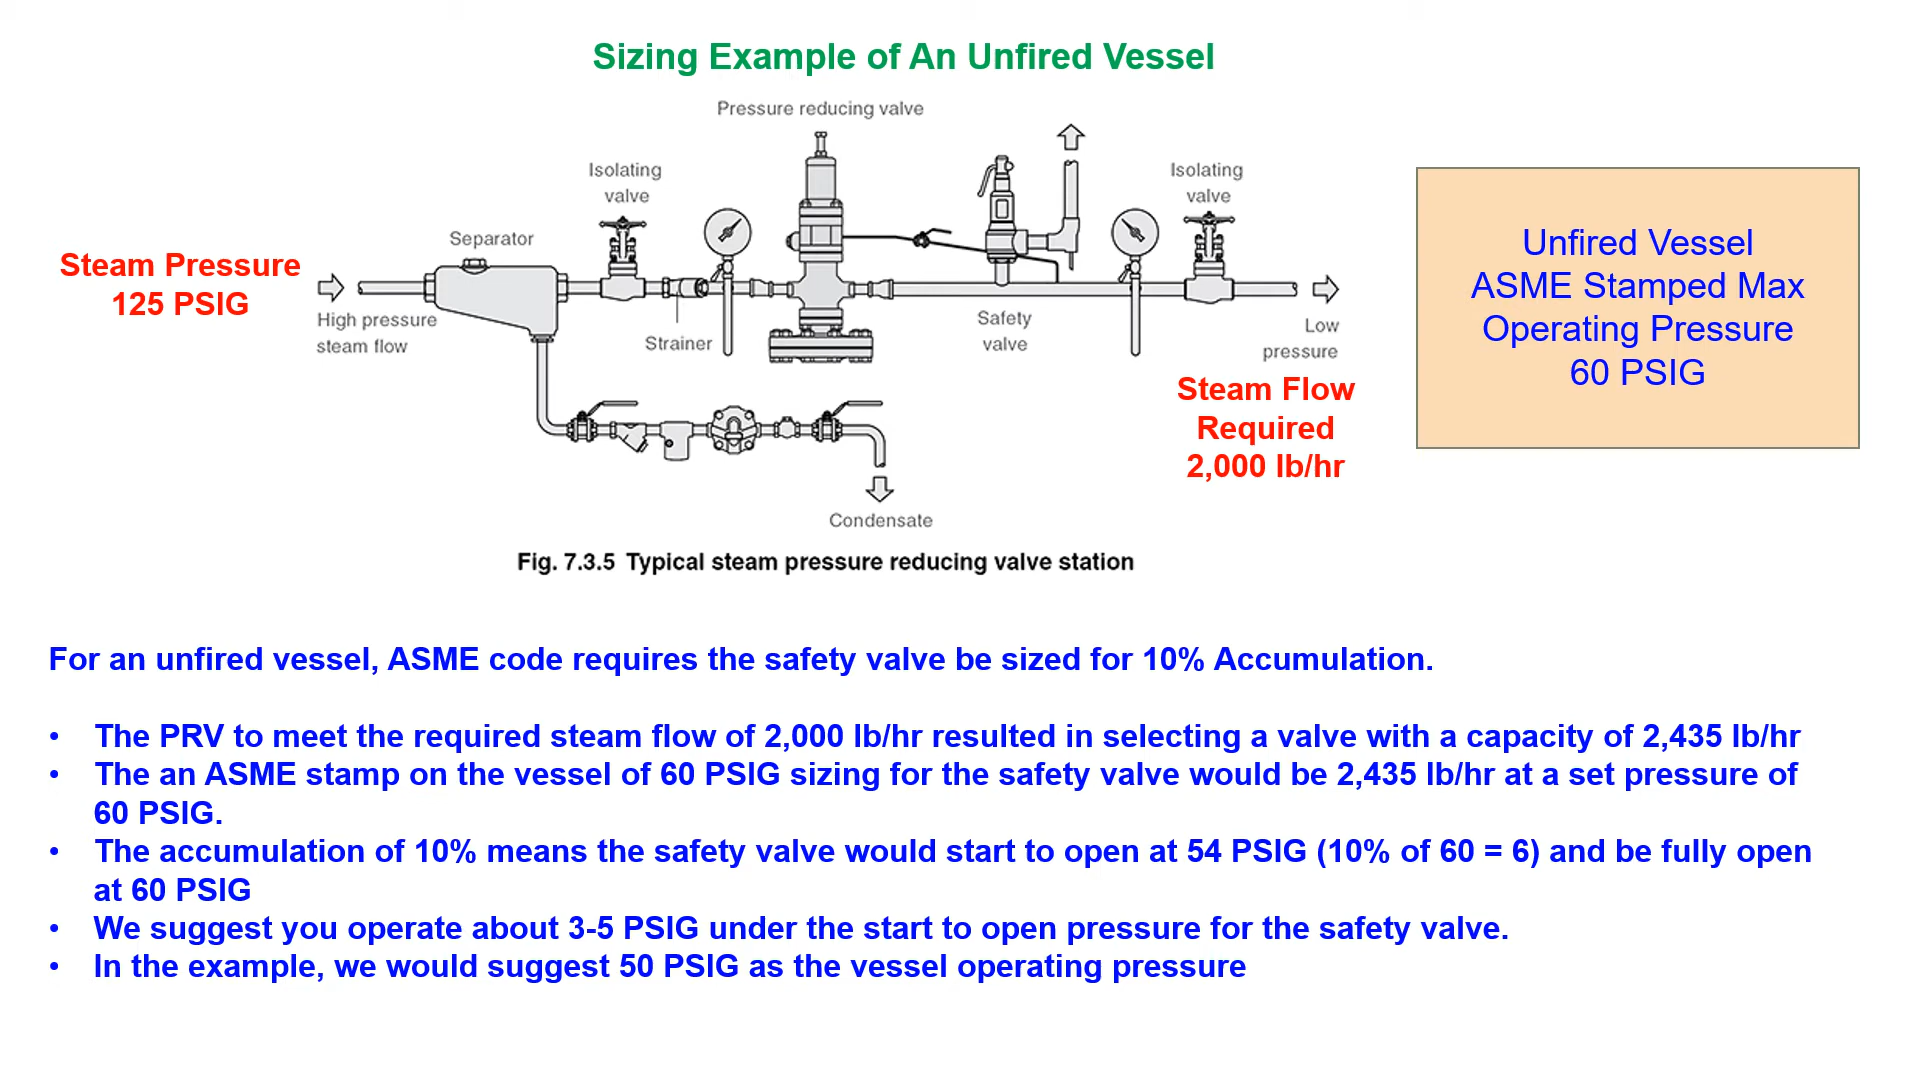 Sizing Example of An Unfired Vessel
Pressure reducing valve
Isolating
valve
Isolating
valve
Separator
Steam Pressure
125 PSIG
High pressure
steam flow
Strainer
Safety
valve
Low
pressure
Steam Flow
Required
2,000 lb/hr
Unfired Vessel
ASME Stamped Max
Operating Pressure
60 PSIG
Condensate
Fig. 7.3.5 Typical steam pressure reducing valve station
For an unfired vessel, ASME code requires the safety valve be sized for 10% Accumulation.
• The PRV to meet the required steam flow of 2,000 lb/hr resulted in selecting a valve with a capacity of 2,435 lb/hr
• The an ASME stamp on the vessel of 60 PSIG sizing for the safety valve would be 2,435 lb/hr at a set pressure of
60 PSIG.
• The accumulation of 10% means the safety valve would start to open at 54 PSIG (10% of 60 = 6) and be fully open
at 60 PSIG
• We suggest you operate about 3-5 PSIG under the start to open pressure for the safety valve.
• In the example, we would suggest 50 PSIG as the vessel operating pressure